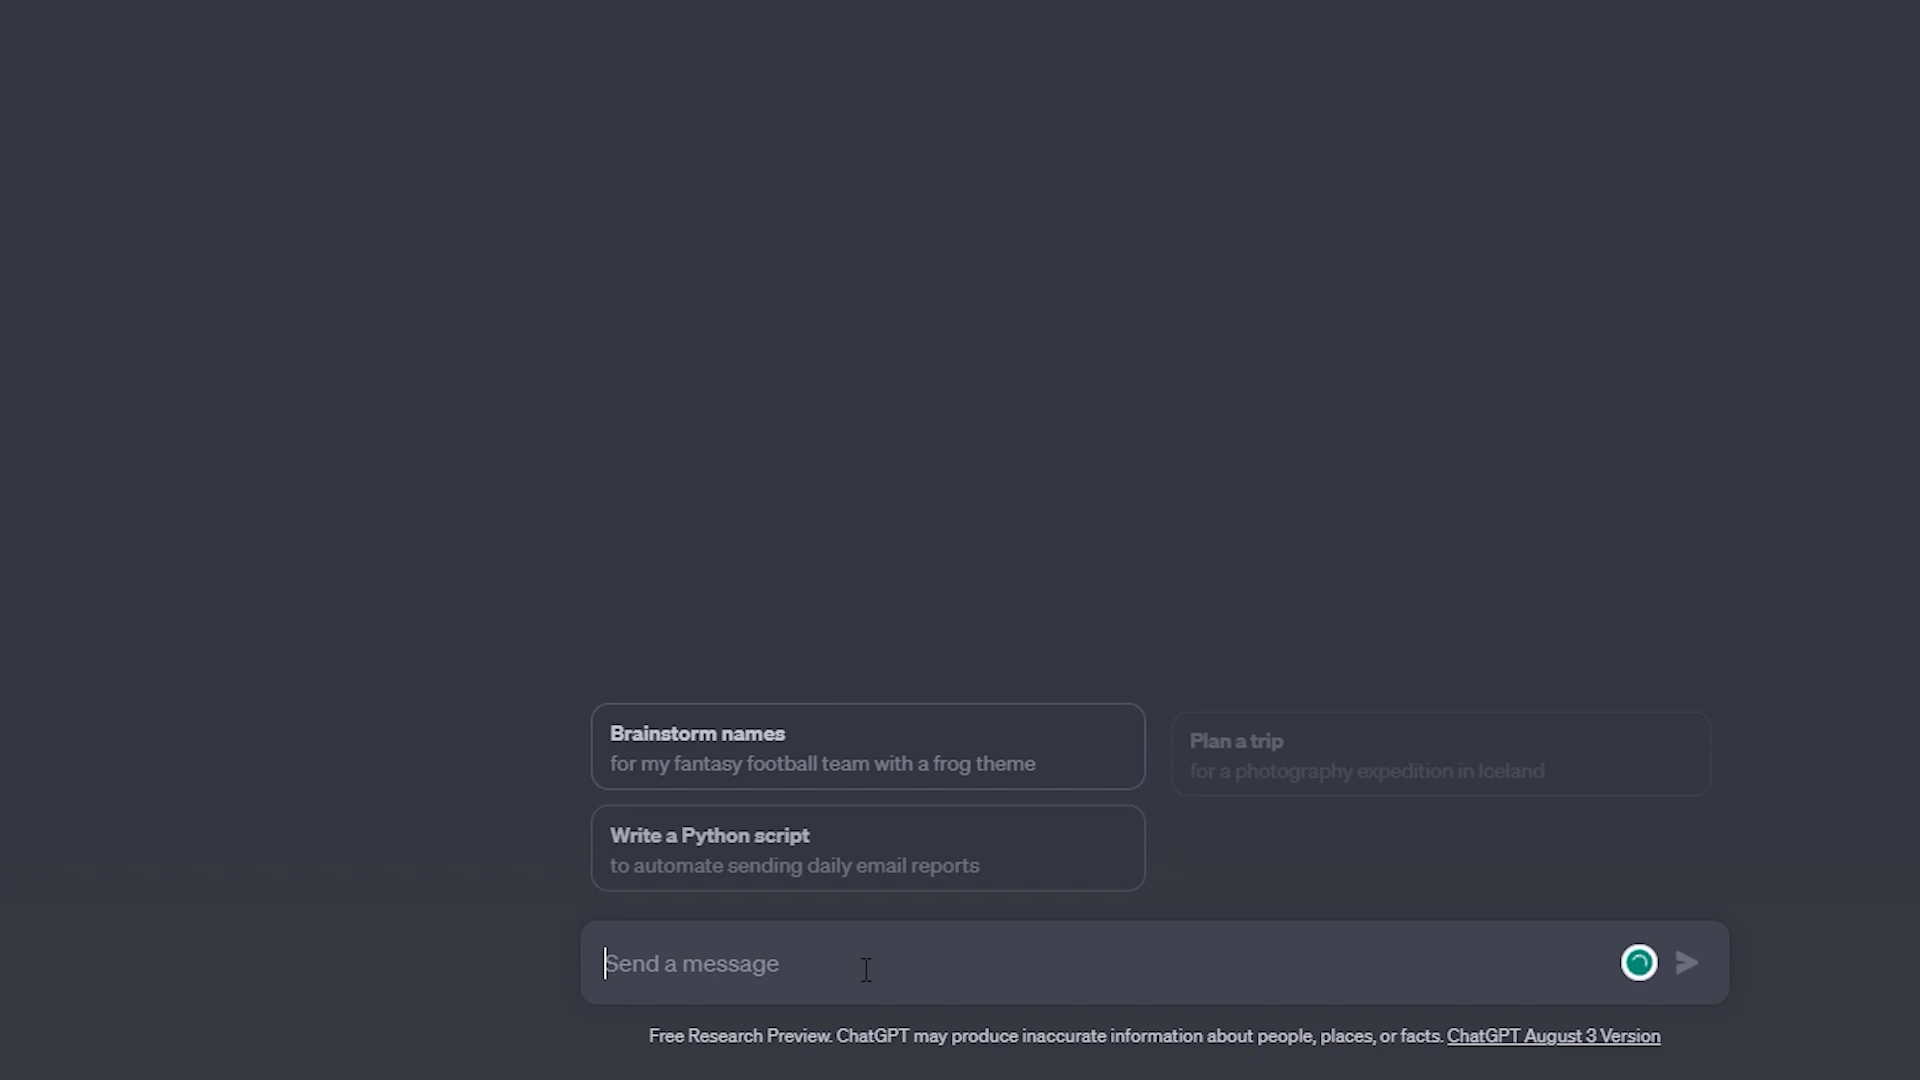 Brainstorm names
for my fantasy football team with a frog theme
Plan a trip
for a photography expedition in Iceland
Write a Python script
to automate sending daily email reports
Send a message
Free Research Preview. ChatGPT may produce inaccurate information about people, places, or facts. ChatGPT August 3 Version